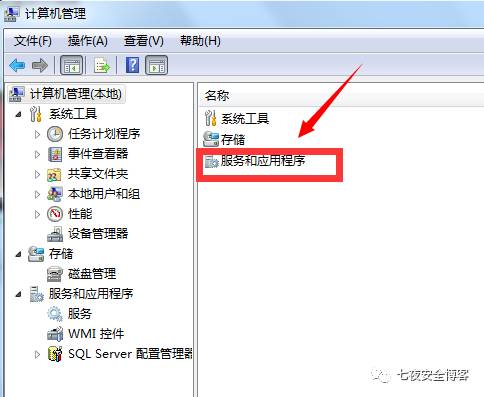 计算机管理
文件(F) 操作(A) 查看(V) 帮助(H)
计算机管理(本地)
系统工具
任务计划程序
事件查看器
共享文件夹
本地用户和组
性能
设备管理器
存储
磁盘管理
服务和应用程序
服务
WMI 控件
SQL Server 配置管理器
名称
系统工具
存储
服务和应用程序
七夜安全博客